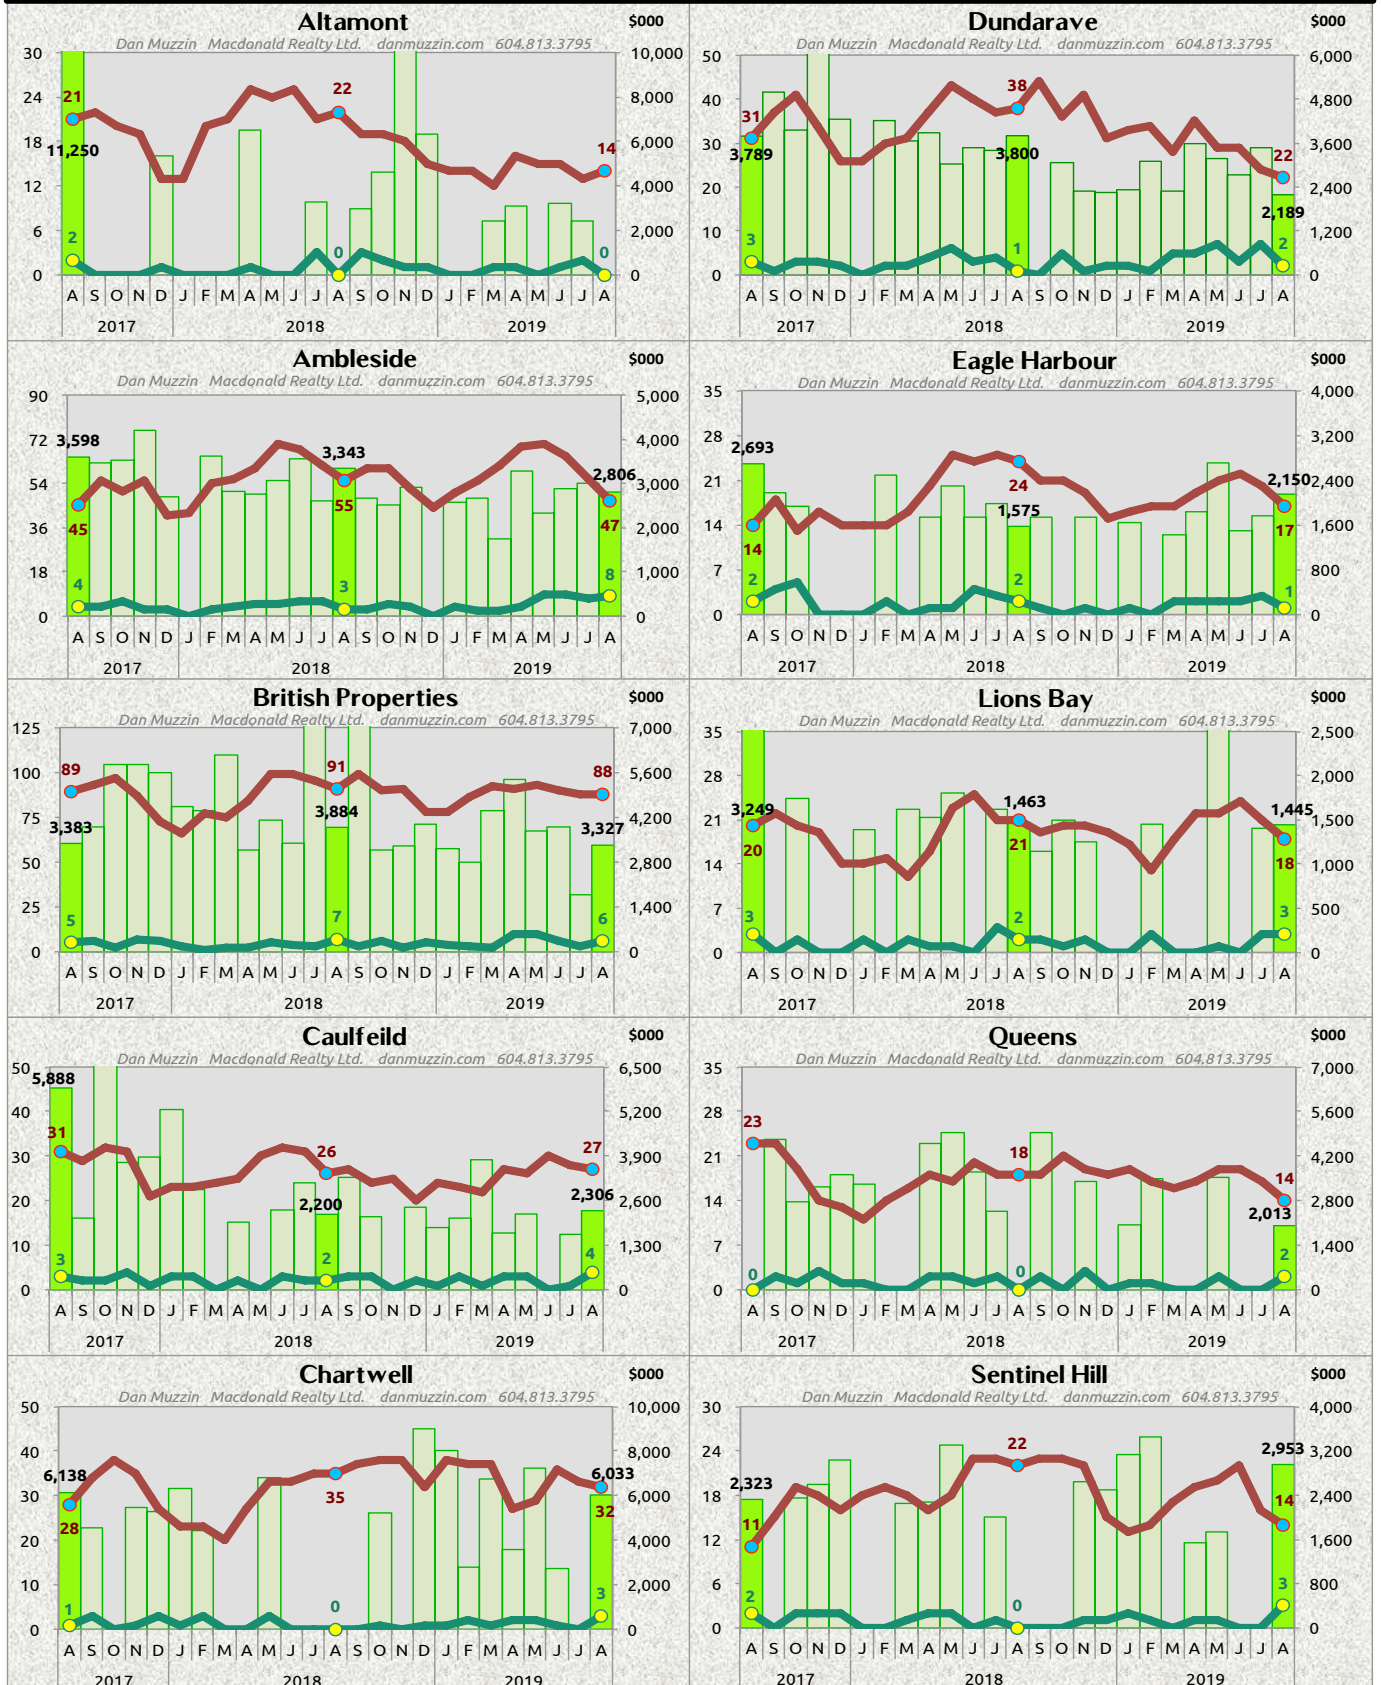 Altamont
$000
Dan Muzzin Macdonald Realty Ltd. danmuzzin.com 604.813.3795
30 24 18 12 6 0
10,000 8,000 6,000 4,000 2,000 0
21 22 14
11,250
2 0 0
A S O N D J F M A M J J A S O N D J F M A M J J A
2017 2018 2019
Dundarave
$000
Dan Muzzin Macdonald Realty Ltd. danmuzzin.com 604.813.3795
50 40 30 20 10 0
6,000 4,800 3,600 2,400 1,200 0
31 38 22
3,789 3,800 2,189
3 1 2
A S O N D J F M A M J J A S O N D J F M A M J J A
2017 2018 2019
Ambleside
$000
Dan Muzzin Macdonald Realty Ltd. danmuzzin.com 604.813.3795
90 72 54 36 18 0
5,000 4,000 3,000 2,000 1,000 0
3,598 3,343 2,806
45 55 47
4 3 8
A S O N D J F M A M J J A S O N D J F M A M J J A
2017 2018 2019
Eagle Harbour
$000
Dan Muzzin Macdonald Realty Ltd. danmuzzin.com 604.813.3795
35 28 21 14 7 0
4,000 3,200 2,400 1,600 800 0
2,693 1,575 2,150
14 24 17
2 2 1
A S O N D J F M A M J J A S O N D J F M A M J J A
2017 2018 2019
British Properties
$000
Dan Muzzin Macdonald Realty Ltd. danmuzzin.com 604.813.3795
125 100 75 50 25 0
7,000 5,600 4,200 2,800 1,400 0
89 91 88
3,383 3,884 3,327
5 7 6
A S O N D J F M A M J J A S O N D J F M A M J J A
2017 2018 2019
Lions Bay
$000
Dan Muzzin Macdonald Realty Ltd. danmuzzin.com 604.813.3795
35 28 21 14 7 0
2,500 2,000 1,500 1,000 500 0
3,249 1,463 1,445
20 21 18
3 2 3
A S O N D J F M A M J J A S O N D J F M A M J J A
2017 2018 2019
Caulfeild
$000
Dan Muzzin Macdonald Realty Ltd. danmuzzin.com 604.813.3795
50 40 30 20 10 0
6,500 5,200 3,900 2,600 1,300 0
5,888 2,200 2,306
31 26 27
3 2 4
A S O N D J F M A M J J A S O N D J F M A M J J A
2017 2018 2019
Queens
$000
Dan Muzzin Macdonald Realty Ltd. danmuzzin.com 604.813.3795
35 28 21 14 7 0
7,000 5,600 4,200 2,800 1,400 0
23 18 14
2,013
0 0 2
A S O N D J F M A M J J A S O N D J F M A M J J A
2017 2018 2019
Chartwell
$000
Dan Muzzin Macdonald Realty Ltd. danmuzzin.com 604.813.3795
50 40 30 20 10 0
10,000 8,000 6,000 4,000 2,000 0
6,138 6,033
28 35 32
1 0 3
A S O N D J F M A M J J A S O N D J F M A M J J A
2017 2018 2019
Sentinel Hill
$000
Dan Muzzin Macdonald Realty Ltd. danmuzzin.com 604.813.3795
30 24 18 12 6 0
4,000 3,200 2,400 1,600 800 0
2,323 2,953
11 22 14
2 0 3
A S O N D J F M A M J J A S O N D J F M A M J J A
2017 2018 2019